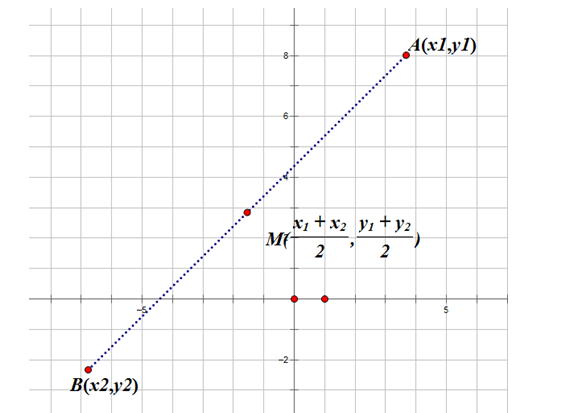 A(x1,y1)
8
6
4
M(x₁ + x₂/2, y₁ + y₂/2)
-5
5
-2
B(x2,y2)